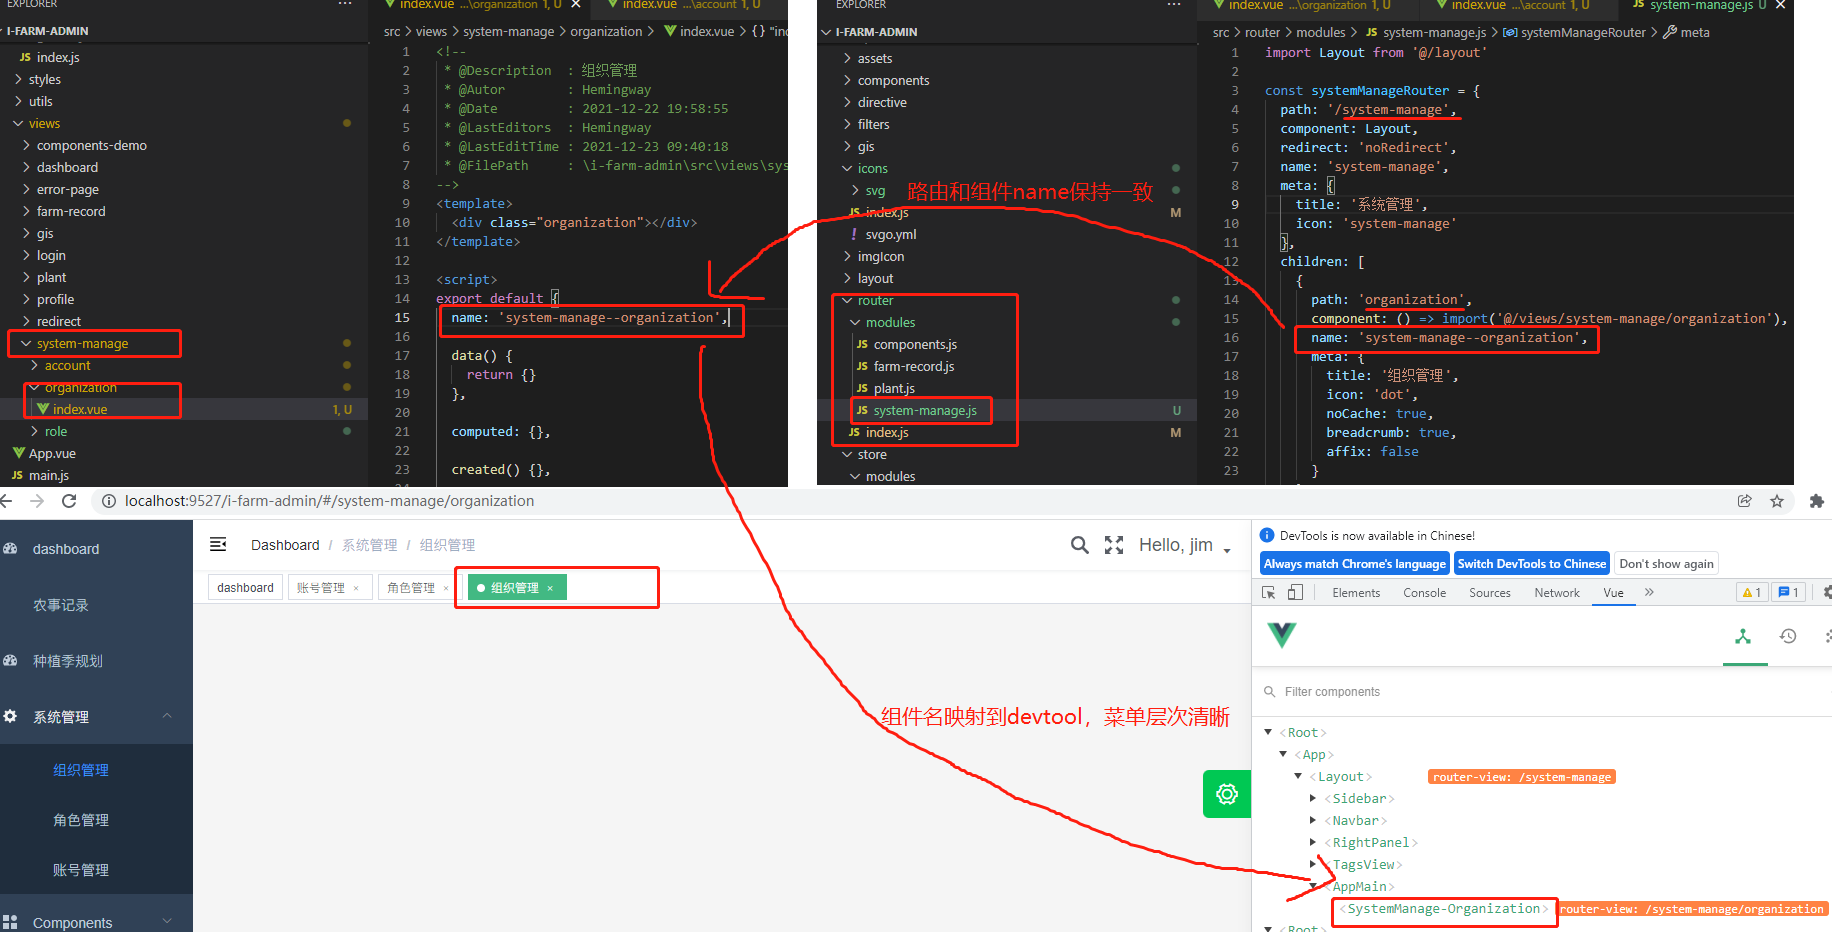 EXPLORER
···
I-FARM-ADMIN
JS index.js
styles
utils
views
components-demo
dashboard
error-page
farm-record
gis
login
plant
profile
redirect
system-manage
account
organization
index.vue 1, U
role
App.vue
JS main.js
index.vue ...\organization 1, U
index.vue ...\account 1, U
src > views > system-manage > organization > index.vue > {} "ind
1 <!--
2 * @Description : 组织管理
3 * @Autor : Hemingway
4 * @Date : 2021-12-22 19:58:55
5 * @LastEditors : Hemingway
6 * @LastEditTime : 2021-12-23 09:40:18
7 * @FilePath : \i-farm-admin\src\views\sys
8 -->
9 <template>
10 <div class="organization"></div>
11 </template>
12
13 <script>
14 export default {
15 name: 'system-manage--organization',
16
17 data() {
18 return {}
19 },
20
21 computed: {},
22
23 created() {},
24
EXPLORER
···
I-FARM-ADMIN
assets
components
directive
filters
gis
icons
svg
JS index.js M
! svgo.yml
imgIcon
layout
router
modules
JS components.js
JS farm-record.js
JS plant.js
JS system-manage.js U
JS index.js M
store
modules
路由和组件name保持一致
index.vue ...\organization 1, U
index.vue ...\account 1, U
JS system-manage.js U
src > router > modules > JS system-manage.js > systemManageRouter > meta
1 import Layout from '@/layout'
2
3 const systemManageRouter = {
4 path: '/system-manage',
5 component: Layout,
6 redirect: 'noRedirect',
7 name: 'system-manage',
8 meta: {
9 title: '系统管理',
10 icon: 'system-manage'
11 },
12 children: [
13 {
14 path: 'organization',
15 component: () => import('@/views/system-manage/organization'),
16 name: 'system-manage--organization',
17 meta: {
18 title: '组织管理',
19 icon: 'dot',
20 noCache: true,
21 breadcrumb: true,
22 affix: false
23 }
localhost:9527/i-farm-admin/#/system-manage/organization
dashboard
农事记录
种植季规划
系统管理
组织管理
角色管理
账号管理
Components
Dashboard / 系统管理 / 组织管理
Hello, jim
dashboard
账号管理 ×
角色管理 ×
组织管理 ×
组件名映射到devtool，菜单层次清晰
DevTools is now available in Chinese!
Always match Chrome's language
Switch DevTools to Chinese
Don't show again
Elements Console Sources Network Vue » 1 1
Filter components
<Root>
<App>
<Layout> router-view: /system-manage
<Sidebar>
<Navbar>
<RightPanel>
<TagsView>
<AppMain>
<SystemManage-Organization> router-view: /system-manage/organization
<Root>